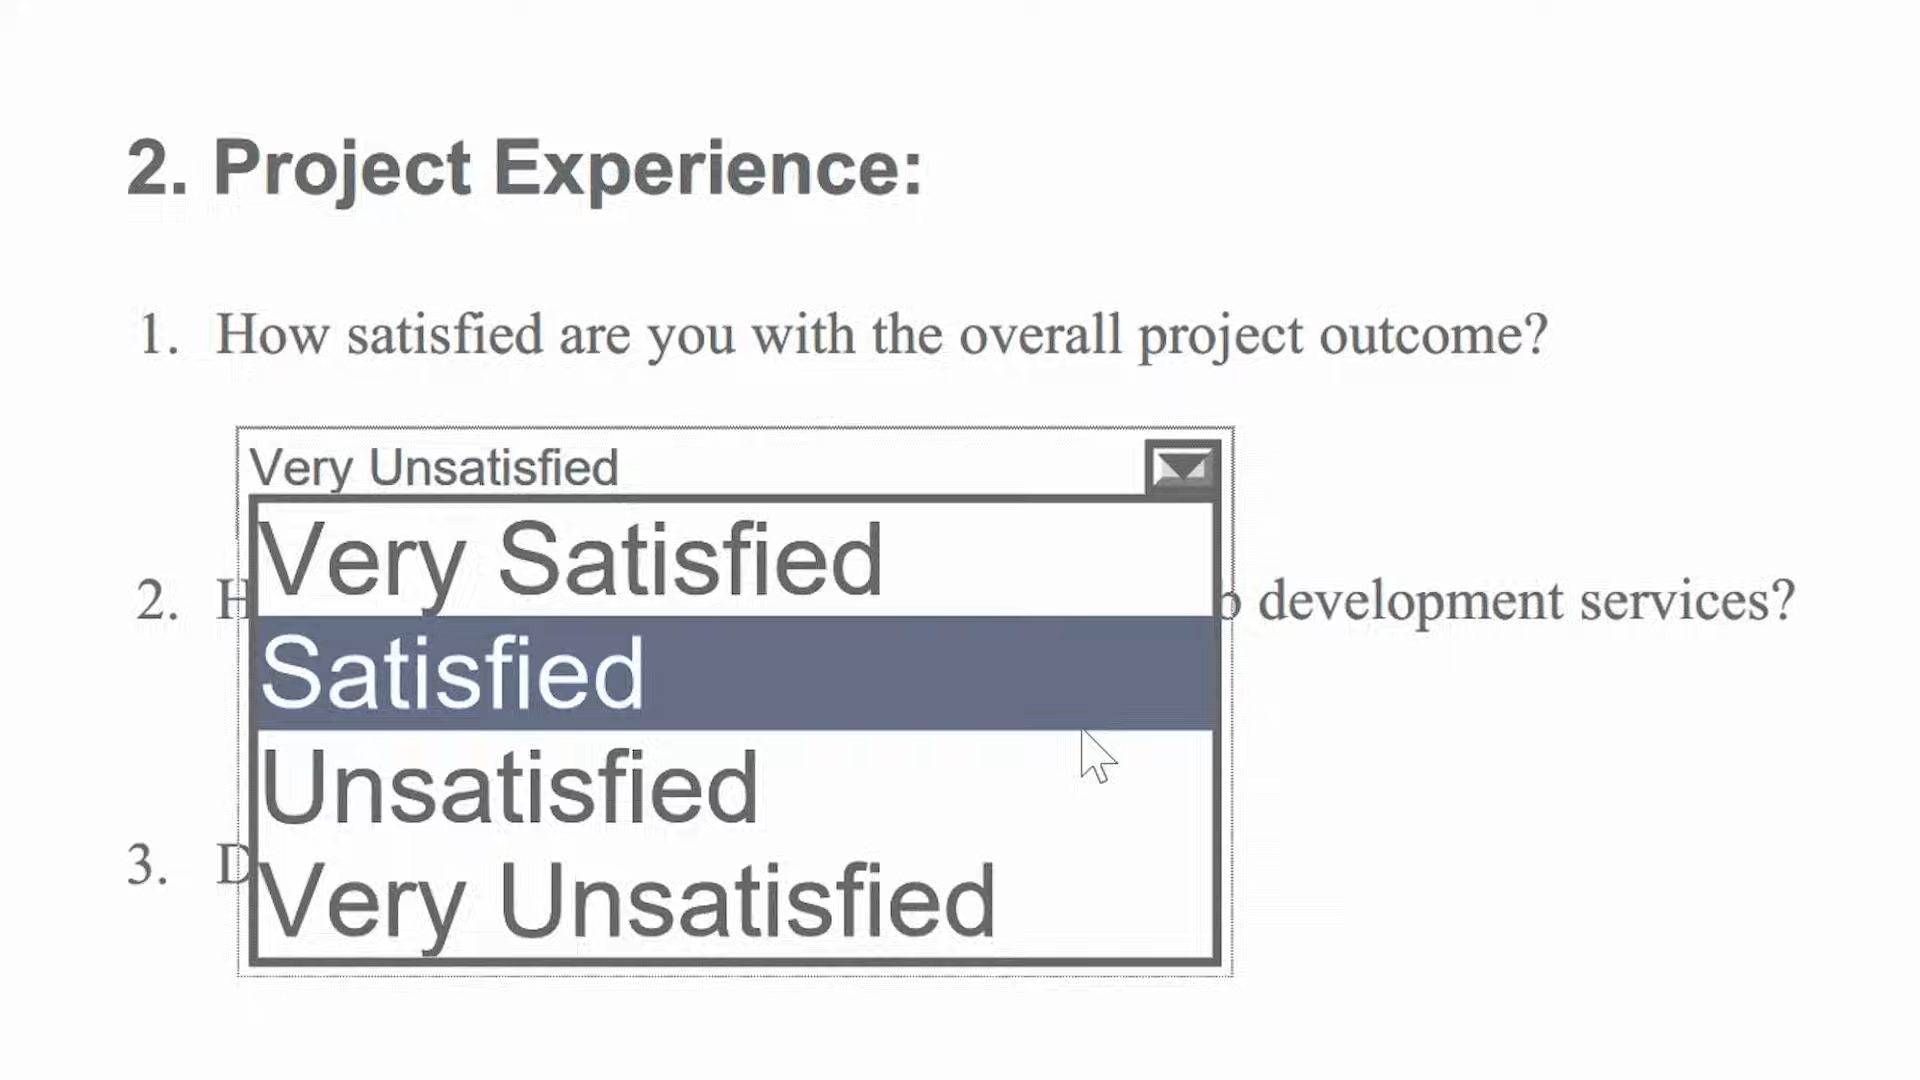 2. Project Experience:
1. How satisfied are you with the overall project outcome?
Very Unsatisfied
Very Satisfied
2. development services?
Satisfied
Unsatisfied
3.
Very Unsatisfied